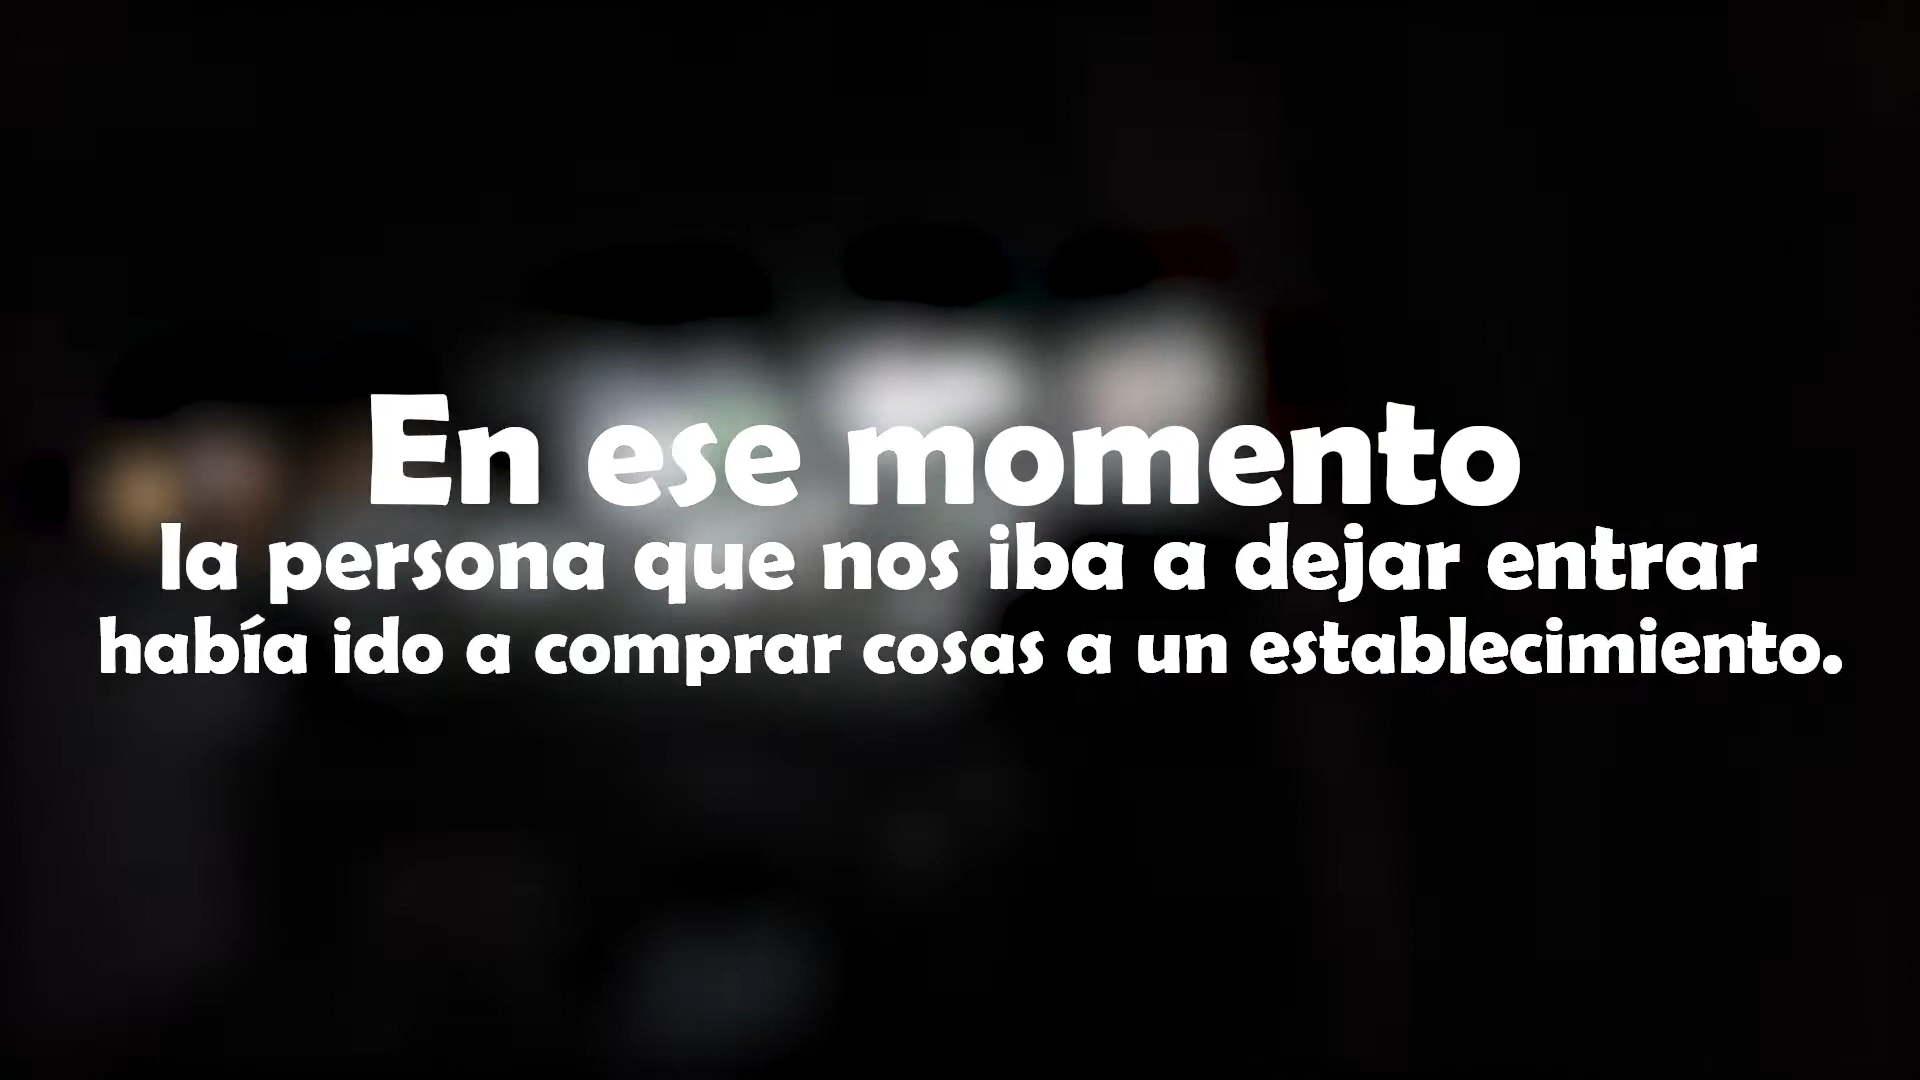 En ese momento
la persona que nos iba a dejar entrar
había ido a comprar cosas a un establecimiento.